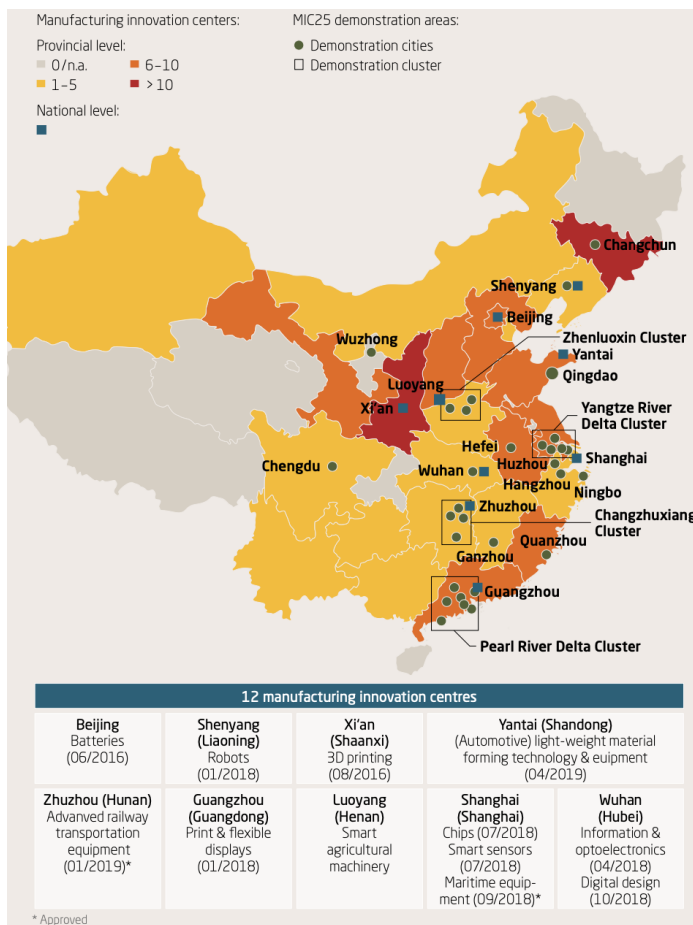 Manufacturing innovation centers:
Provincial level:
0/n.a.
6–10
1–5
>10
National level:
MIC25 demonstration areas:
Demonstration cities
Demonstration cluster
Changchun
Shenyang
Beijing
Zhenluoxin Cluster
Wuzhong
Yantai
Qingdao
Luoyang
Xi'an
Yangtze River
Delta Cluster
Hefei
Shanghai
Chengdu
Huzhou
Wuhan
Hangzhou
Ningbo
Zhuzhou
Changzhuxiang
Cluster
Quanzhou
Ganzhou
Guangzhou
Pearl River Delta Cluster
12 manufacturing innovation centres
Beijing
Batteries
(06/2016)
Shenyang
(Liaoning)
Robots
(01/2018)
Xi'an
(Shaanxi)
3D printing
(08/2016)
Yantai (Shandong)
(Automotive) light-weight material
forming technology & euipment
(04/2019)
Zhuzhou (Hunan)
Advanved railway
transportation
equipment
(01/2019)*
Guangzhou
(Guangdong)
Print & flexible
displays
(01/2018)
Luoyang
(Henan)
Smart
agricultural
machinery
Shanghai
(Shanghai)
Chips (07/2018)
Smart sensors
(07/2018)
Maritime equip-
ment (09/2018)*
Wuhan
(Hubei)
Information &
optoelectronics
(04/2018)
Digital design
(10/2018)
* Approved